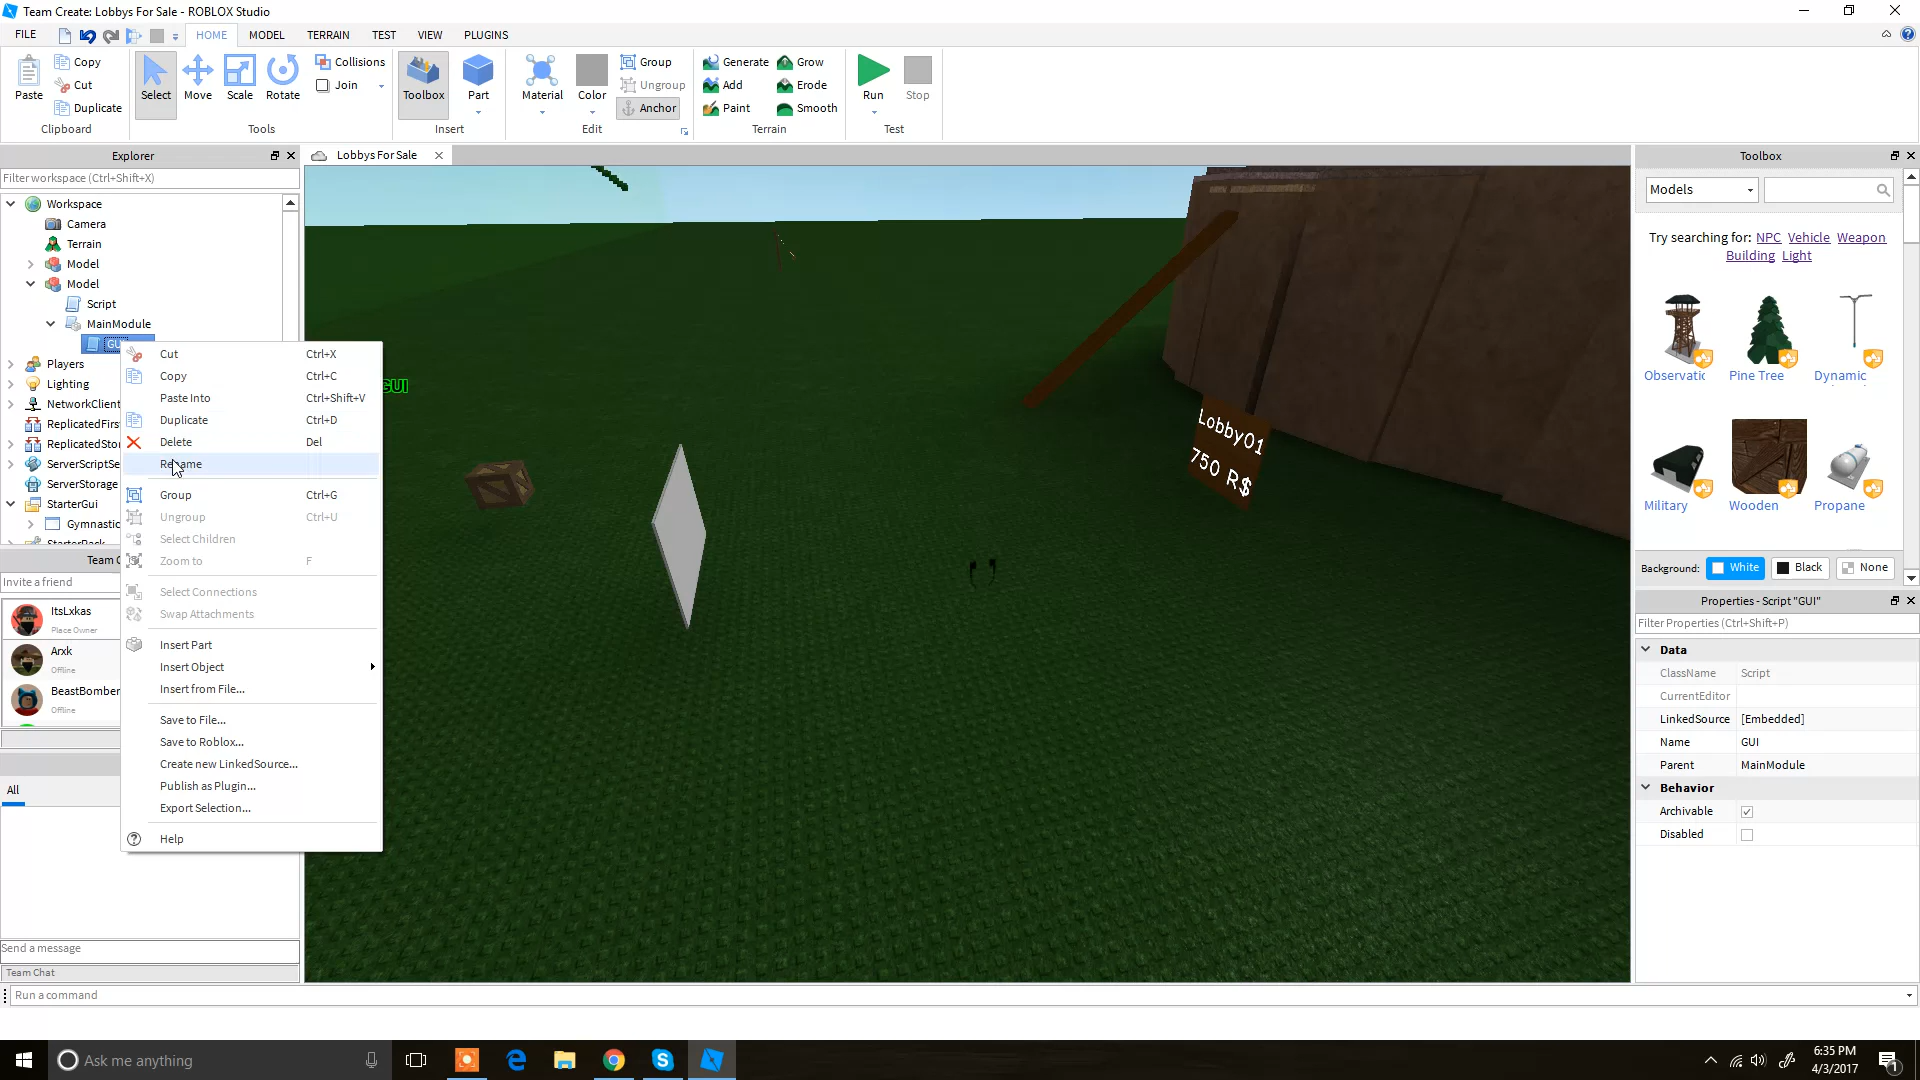 Team Create: Lobbys For Sale - ROBLOX Studio
FILE
HOME
MODEL
TERRAIN
TEST
VIEW
PLUGINS
Paste
Copy
Cut
Duplicate
Clipboard
Select
Move
Scale
Rotate
Collisions
Join
Tools
Toolbox
Part
Insert
Material
Color
Group
Ungroup
Anchor
Edit
Generate
Add
Paint
Grow
Erode
Smooth
Terrain
Run
Stop
Test
Explorer
Filter workspace (Ctrl+Shift+X)
Workspace
Camera
Terrain
Model
Model
Script
MainModule
Players
Lighting
NetworkClient
StarterGui
ServerStorage
Team
Invite a friend
ItsLxkas
Place Owner
Arxk
Offline
BeastBomber
Offline
All
Send a message
Team Chat
Run a command
Cut Ctrl+X
Copy Ctrl+C
Paste Into Ctrl+Shift+V
Duplicate Ctrl+D
Delete Del
Rename
Group Ctrl+G
Ungroup Ctrl+U
Select Children
Zoom to F
Select Connections
Swap Attachments
Insert Part
Insert Object
Insert from File...
Save to File...
Save to Roblox...
Create new LinkedSource...
Publish as Plugin...
Export Selection...
Help
Lobbys For Sale
GUI
Lobby01
750 R$
Toolbox
Models
Try searching for: NPC Vehicle Weapon
Building Light
Pine Tree
Dynamic
Military
Wooden
Propane
Background: White Black None
Properties - Script "GUI"
Filter Properties (Ctrl+Shift+P)
Data
ClassName Script
CurrentEditor
LinkedSource [Embedded]
Name GUI
Parent MainModule
Behavior
Archivable
Disabled
Ask me anything
6:35 PM
4/3/2017
1